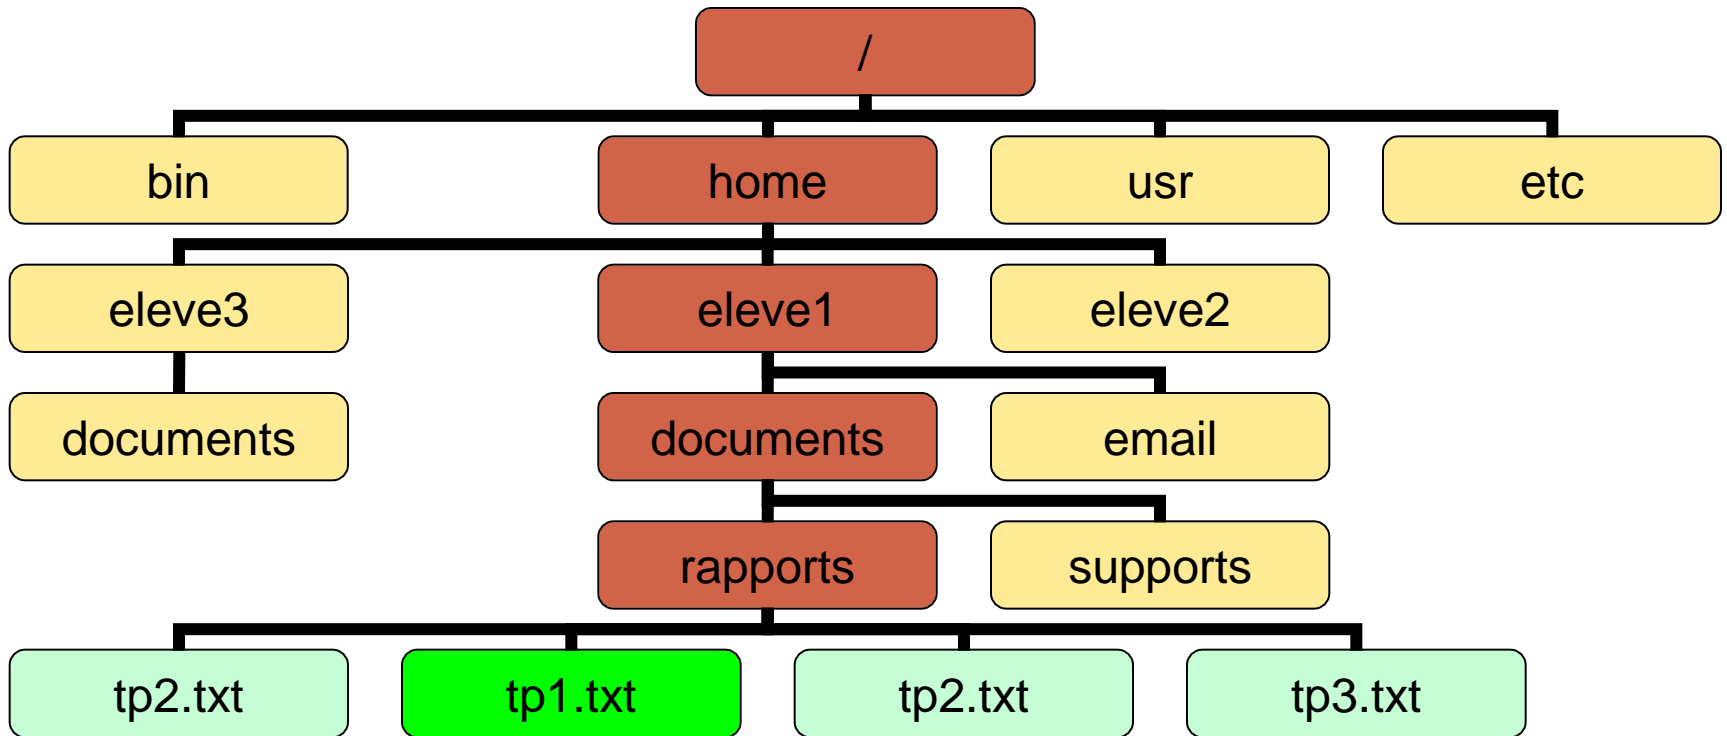 /
bin
home
usr
etc
eleve3
eleve1
eleve2
documents
documents
email
rapports
supports
tp2.txt
tp1.txt
tp2.txt
tp3.txt